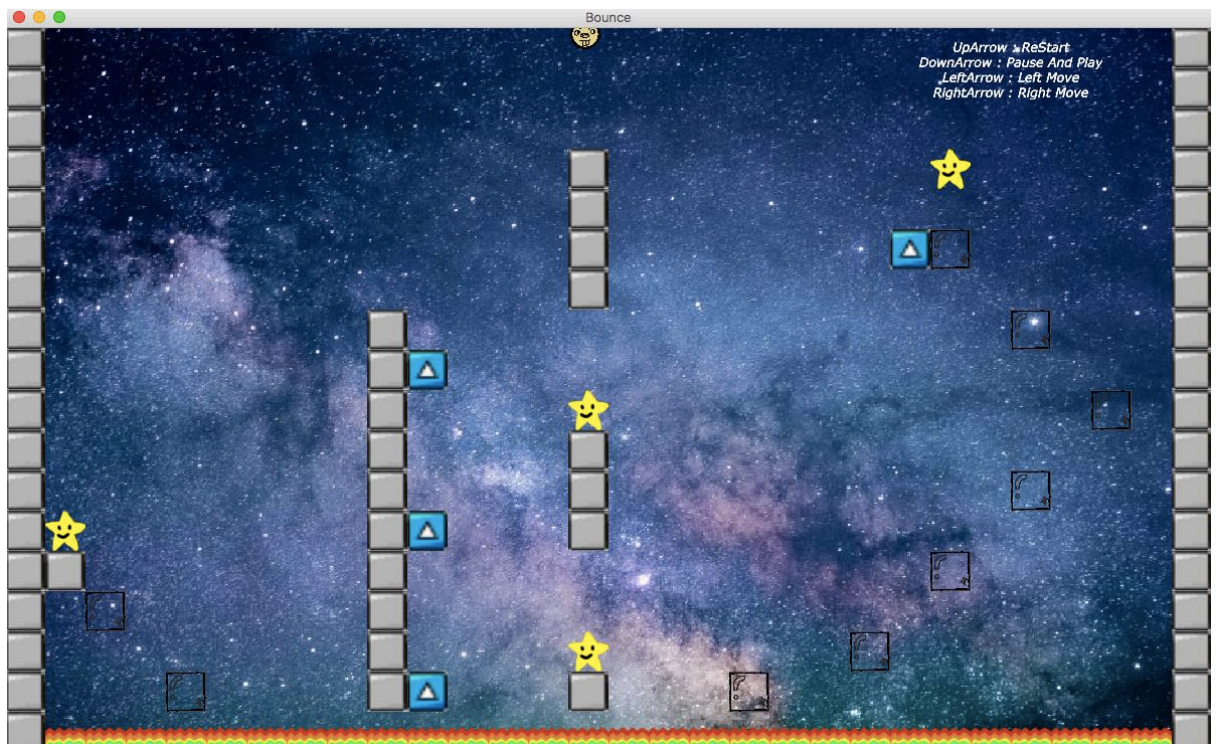 Bounce
UpArrow : ReStart
DownArrow : Pause And Play
LeftArrow : Left Move
RightArrow : Right Move